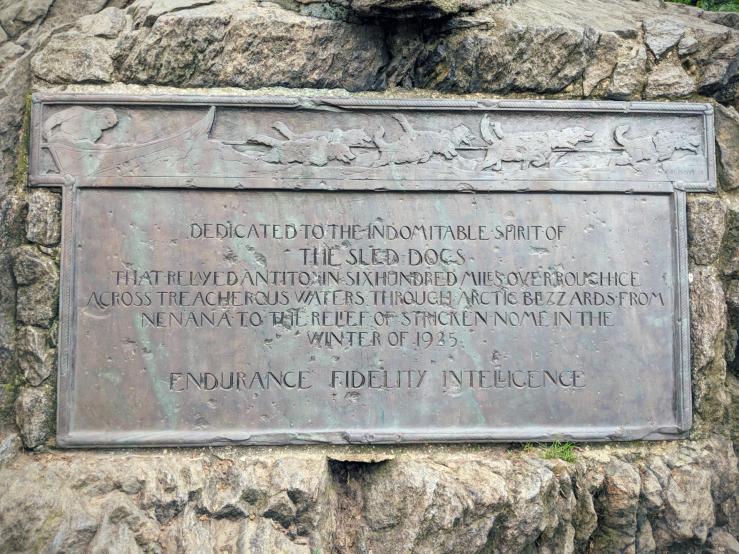 DEDICATED TO THE INDOMITABLE SPIRIT OF
THE SLED DOGS
THAT RELYED ANTITOXIN SIX HUNDRED MILES OVER ROUGH ICE
ACROSS TREACHEROUS WATERS THROUGH ARCTIC BLZZARDS FROM
NENANA TO THE RELIEF OF STRICKEN NOME IN THE
WINTER OF 1925
ENDURANCE FIDELITY INTELLIGENCE